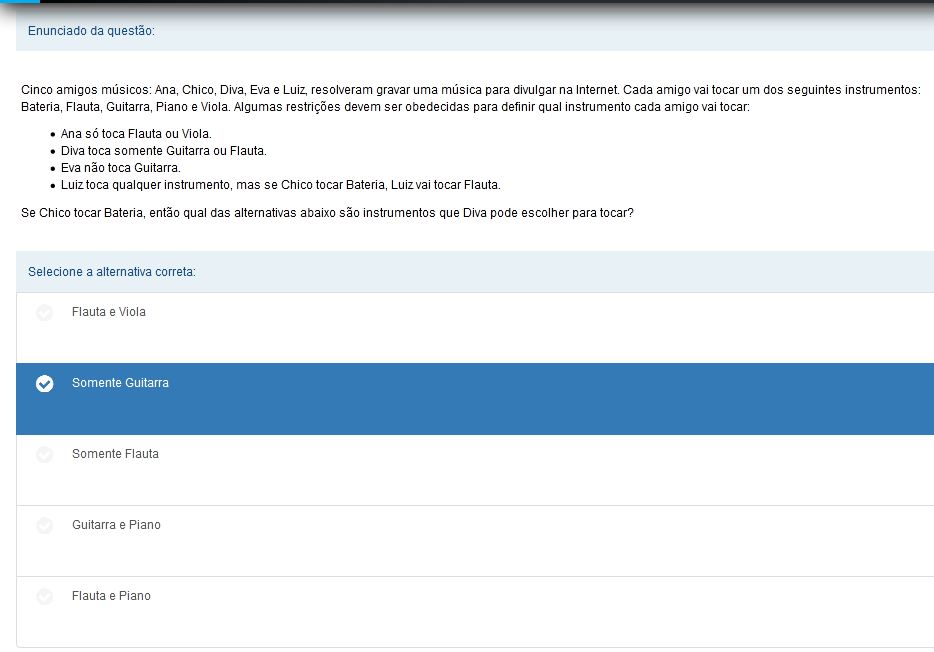 Enunciado da questão:
Cinco amigos músicos: Ana, Chico, Diva, Eva e Luiz, resolveram gravar uma música para divulgar na Internet. Cada amigo vai tocar um dos seguintes instrumentos:
Bateria, Flauta, Guitarra, Piano e Viola. Algumas restrições devem ser obedecidas para definir qual instrumento cada amigo vai tocar:
• Ana só toca Flauta ou Viola.
• Diva toca somente Guitarra ou Flauta.
• Eva não toca Guitarra.
• Luiz toca qualquer instrumento, mas se Chico tocar Bateria, Luiz vai tocar Flauta.
Se Chico tocar Bateria, então qual das alternativas abaixo são instrumentos que Diva pode escolher para tocar?
Selecione a alternativa correta:
Flauta e Viola
Somente Guitarra
Somente Flauta
Guitarra e Piano
Flauta e Piano